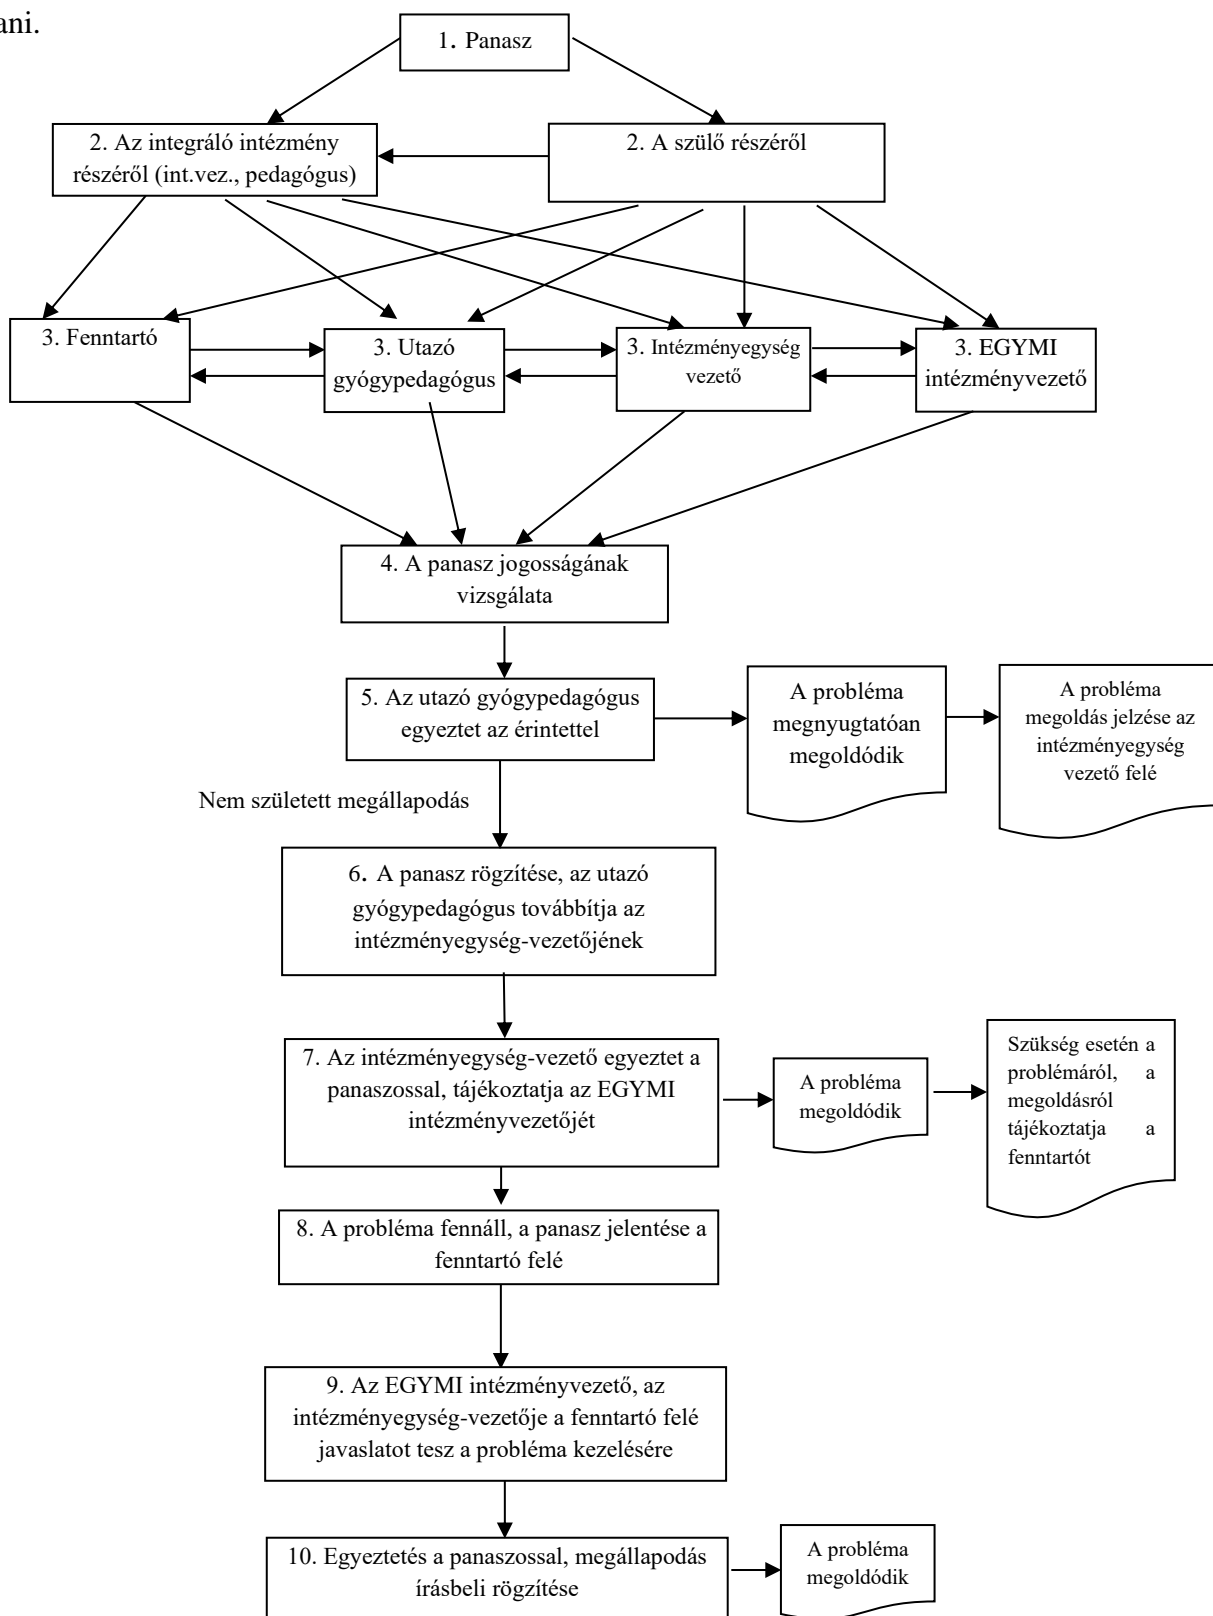 ani.
1. Panasz
2. Az integráló intézmény
részéről (int.vez., pedagógus)
2. A szülő részéről
3. Fenntartó
3. Utazó
gyógypedagógus
3. Intézményegység
vezető
3. EGYMI
intézményvezető
4. A panasz jogosságának
vizsgálata
5. Az utazó gyógypedagógus
egyeztet az érintettel
A probléma
megnyugtatóan
megoldódik
A probléma
megoldás jelzése az
intézményegység
vezető felé
Nem született megállapodás
6. A panasz rögzítése, az utazó
gyógypedagógus továbbítja az
intézményegység-vezetőjének
7. Az intézményegység-vezető egyeztet a
panaszossal, tájékoztatja az EGYMI
intézményvezetőjét
A probléma
megoldódik
Szükség esetén a
problémáról, a
megoldásról
tájékoztatja a
fenntartót
8. A probléma fennáll, a panasz jelentése a
fenntartó felé
9. Az EGYMI intézményvezető, az
intézményegység-vezetője a fenntartó felé
javaslatot tesz a probléma kezelésére
10. Egyeztetés a panaszossal, megállapodás
írásbeli rögzítése
A probléma
megoldódik